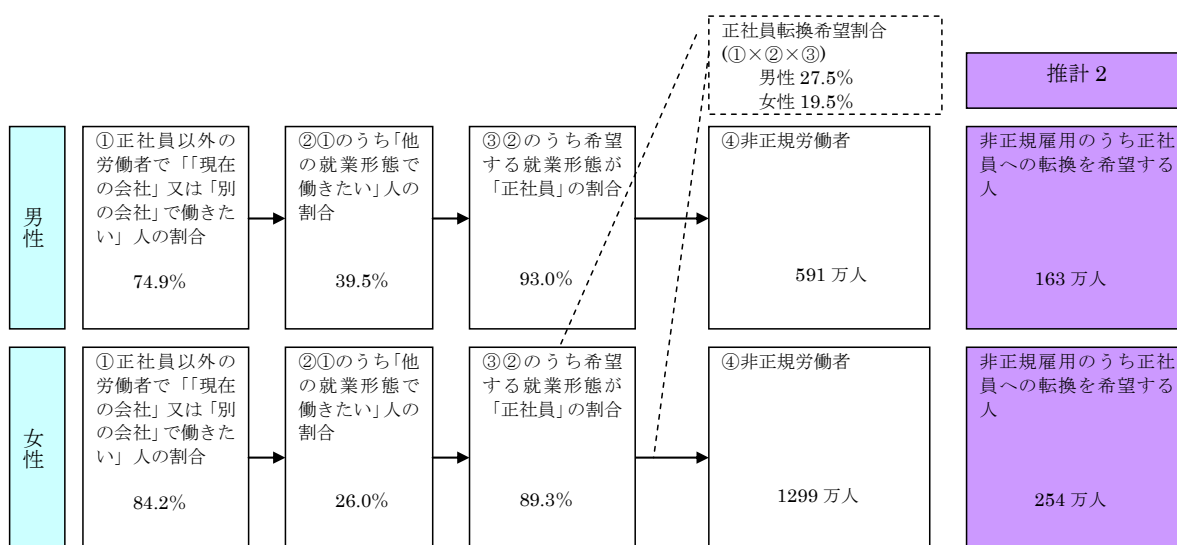 正社員転換希望割合
(①×②×③)
男性 27.5%
女性 19.5%
推計 2
男性
①正社員以外の
労働者で「「現在
の会社」又は「別
の会社」で働きた
い」人の割合
74.9%
②①のうち「他
の就業形態で
働きたい」人の
割合
39.5%
③②のうち希望
する就業形態が
「正社員」の割合
93.0%
④非正規労働者
591 万人
非正規雇用のうち正社
員への転換を希望する
人
163 万人
女性
①正社員以外の
労働者で「「現在
の会社」又は「別
の会社」で働きた
い」人の割合
84.2%
②①のうち「他
の就業形態で
働きたい」人の
割合
26.0%
③②のうち希望
する就業形態が
「正社員」の割合
89.3%
④非正規労働者
1299 万人
非正規雇用のうち正社
員への転換を希望する
人
254 万人